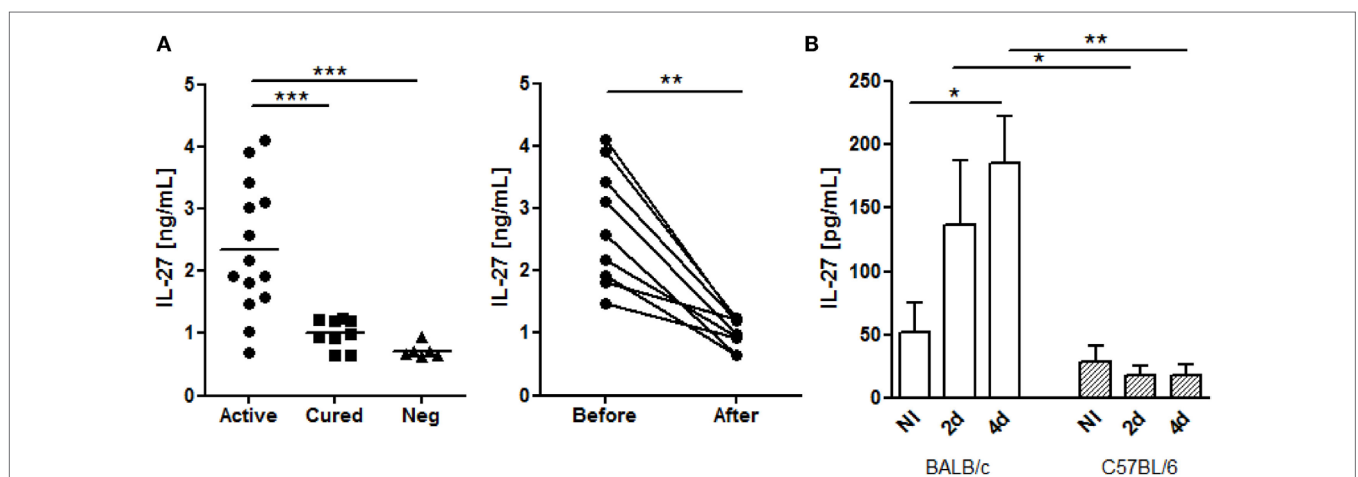 A
***
***
5
4
3
2
1
0
IL-27 [ng/mL]
Active Cured Neg
**
5
4
3
2
1
0
IL-27 [ng/mL]
Before After
B
**
*
*
250
200
150
100
50
0
IL-27 [pg/mL]
NI 2d 4d NI 2d 4d
BALB/c C57BL/6